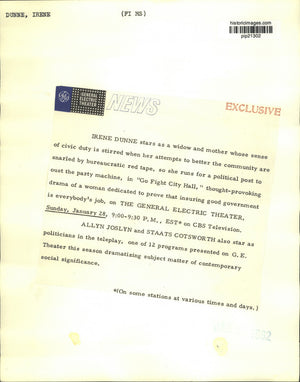 DUNNE, IRENE (FI MS)
historicimages.com
pip21302
GENERAL
ELECTRIC
THEATER
NEWS
EXCLUSIVE
IRENE DUNNE stars as a widow and mother whose sense
of civic duty is stirred when her attempts to better the community are
snarled by bureaucratic red tape, so she runs for a political post to
oust the party machine, in "Go Fight City Hall," thought-provoking
drama of a woman dedicated to prove that insuring good government
is everybody's job, on THE GENERAL ELECTRIC THEATER,
Sunday, January 28, 9:00-9:30 P.M., EST* on CBS Television.
ALLYN JOSLYN and STAATS COTSWORTH also star as
politicians in the teleplay, one of 12 programs presented on G. E.
Theater this season dramatizing subject matter of contemporary
social significance.
*(On some stations at various times and days.)